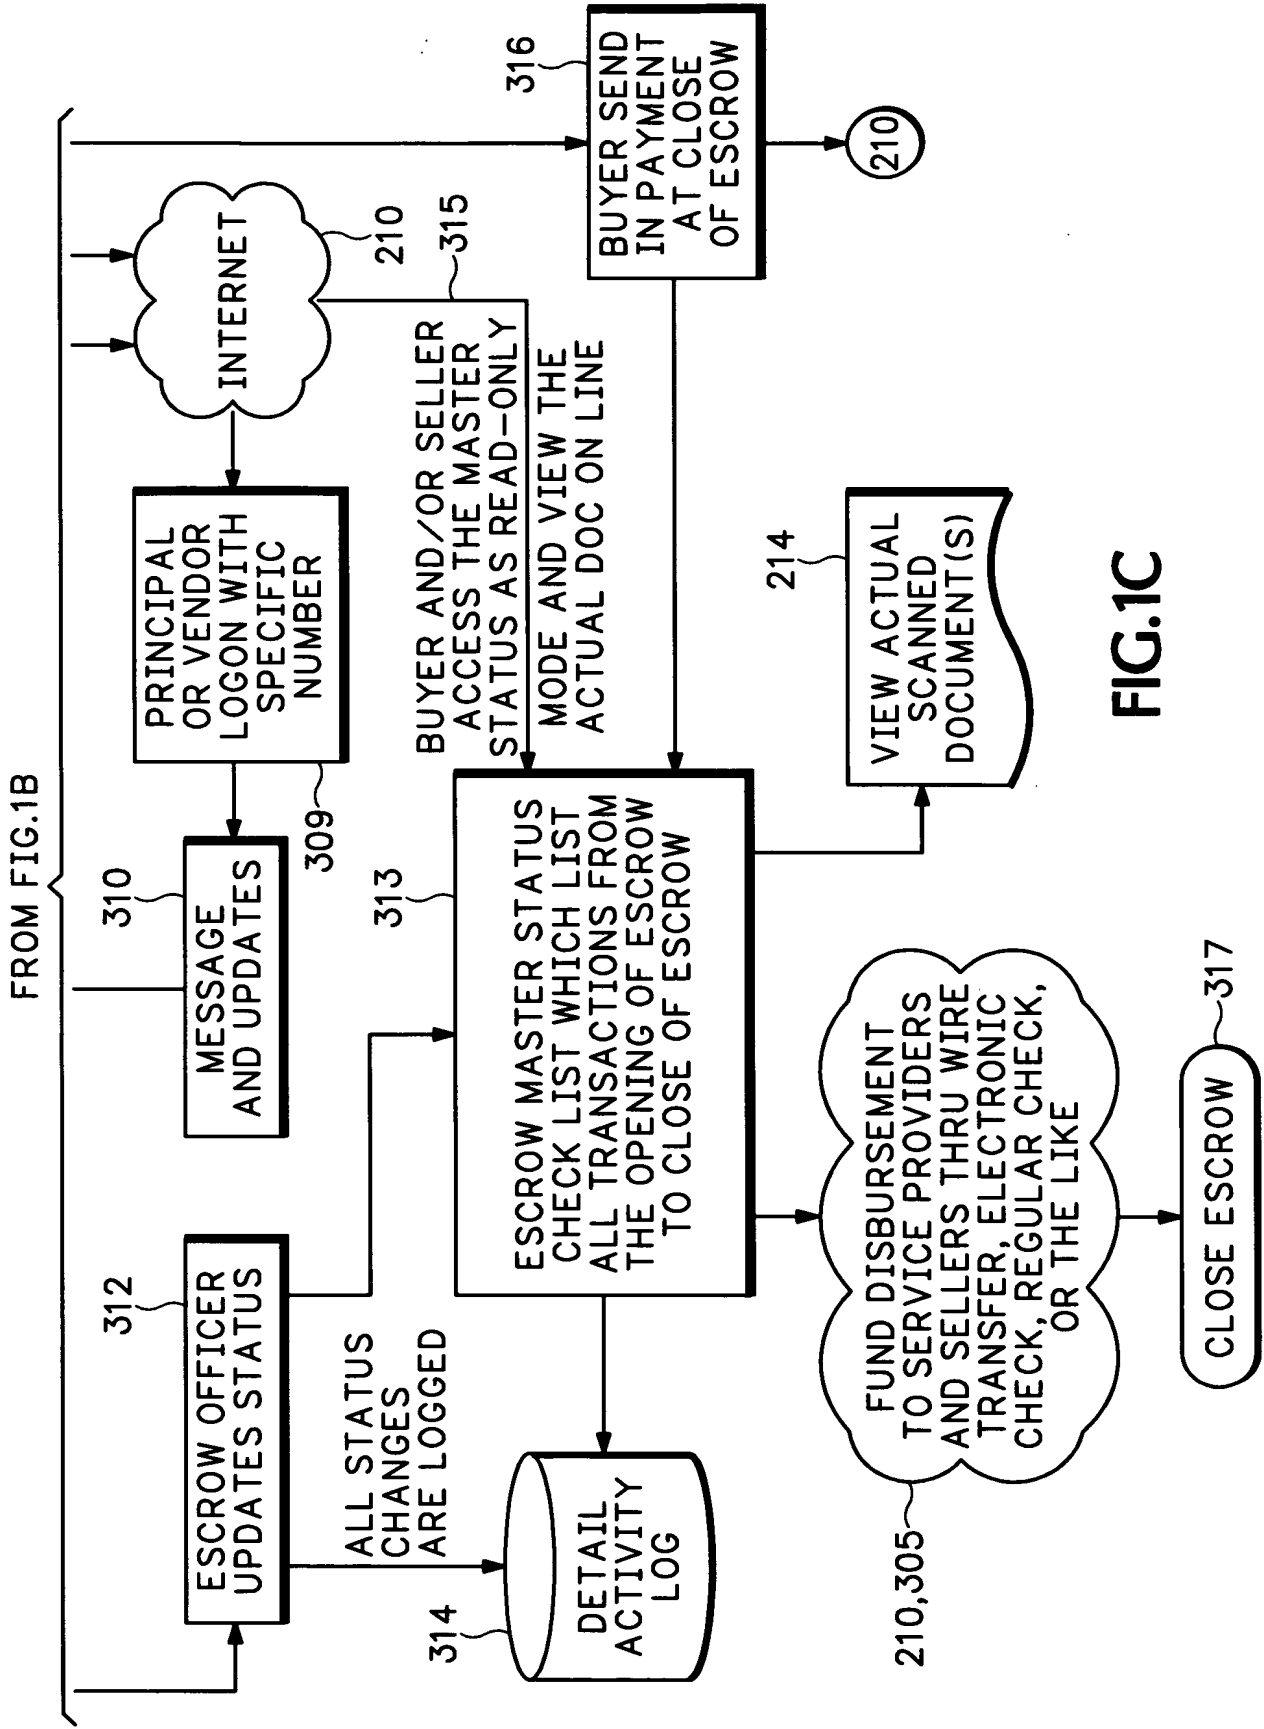 FROM FIG.1B
312
ESCROW OFFICER
UPDATES STATUS
310
MESSAGE
AND UPDATES
309
PRINCIPAL
OR VENDOR
LOGON WITH
SPECIFIC
NUMBER
INTERNET
210
315
316
BUYER SEND
IN PAYMENT
AT CLOSE
OF ESCROW
210
ALL STATUS
CHANGES
ARE LOGGED
313
BUYER AND/OR SELLER
ACCESS THE MASTER
STATUS AS READ-ONLY
MODE AND VIEW THE
ACTUAL DOC ON LINE
314
DETAIL
ACTIVITY
LOG
ESCROW MASTER STATUS
CHECK LIST WHICH LIST
ALL TRANSACTIONS FROM
THE OPENING OF ESCROW
TO CLOSE OF ESCROW
214
VIEW ACTUAL
SCANNED
DOCUMENT(S)
210,305
FUND DISBURSEMENT
TO SERVICE PROVIDERS
AND SELLERS THRU WIRE
TRANSFER, ELECTRONIC
CHECK, REGULAR CHECK,
OR THE LIKE
317
CLOSE ESCROW
FIG.1C